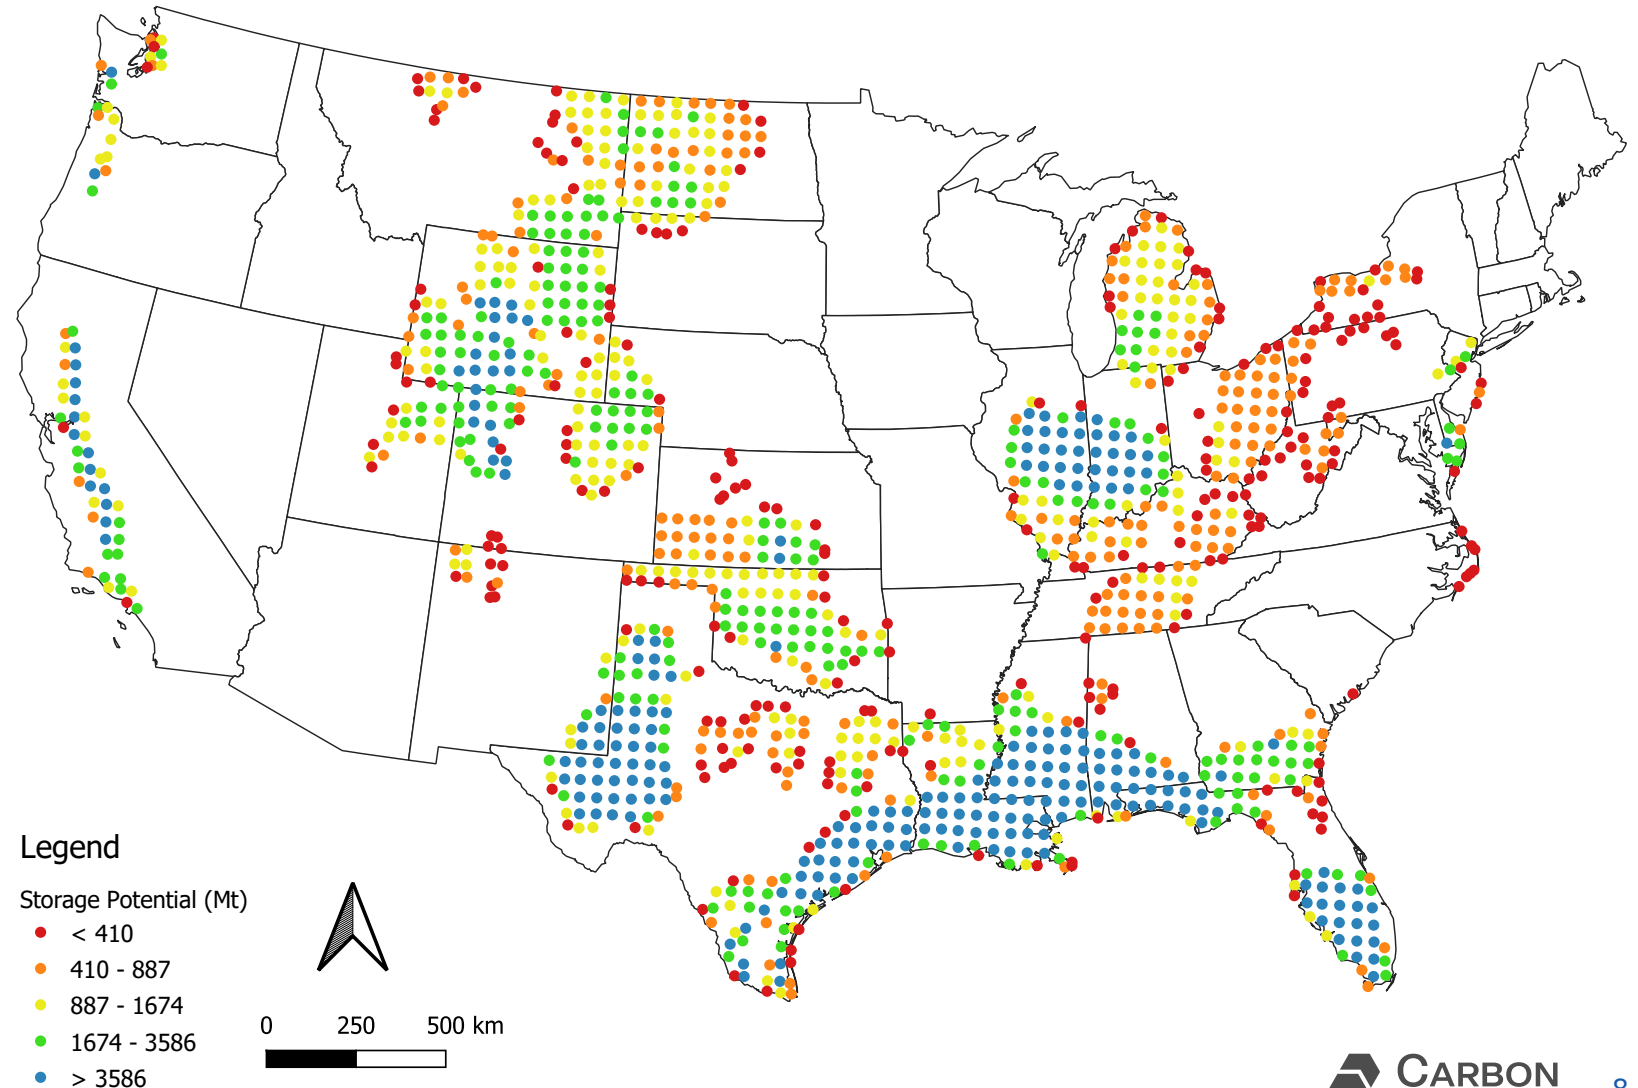 Legend
Storage Potential (Mt)
< 410
410 - 887
887 - 1674
1674 - 3586
> 3586
0 250 500 km
CARBON